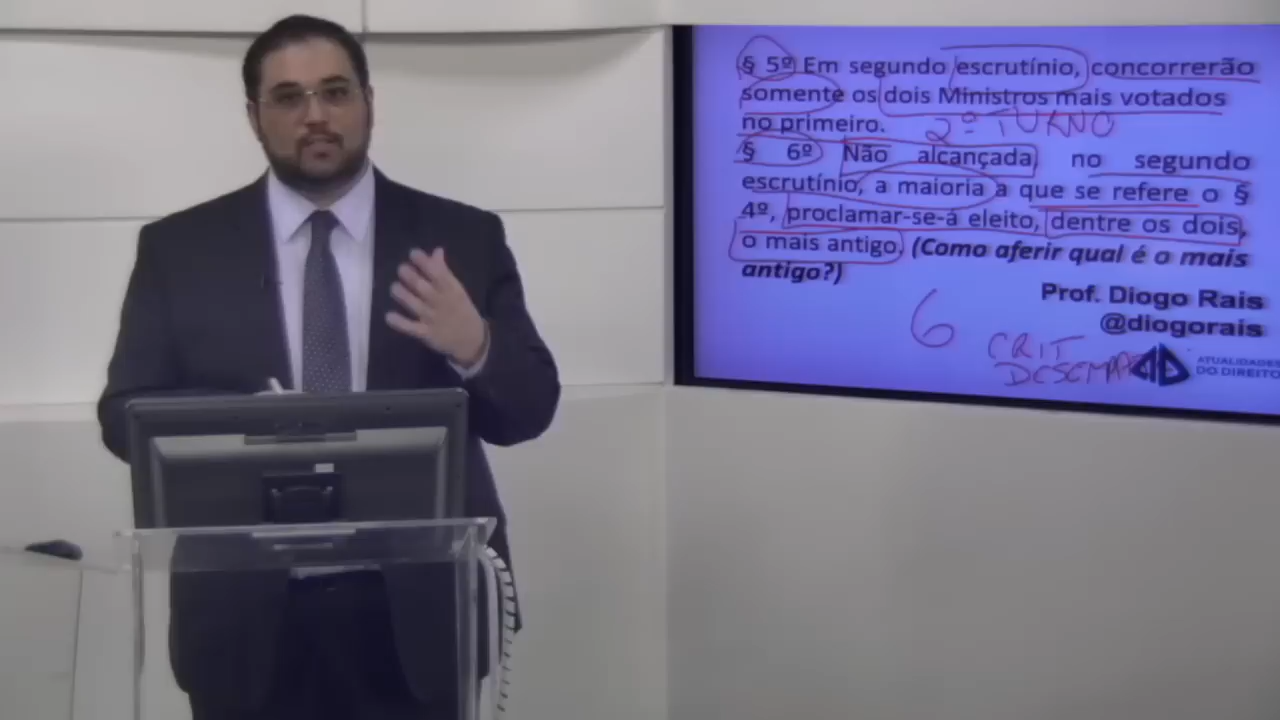 § 5º Em segundo escrutínio, concorrerão
somente os dois Ministros mais votados
no primeiro.
2º TURNO
§ 6º Não alcançada, no segundo
escrutínio, a maioria a que se refere o §
4º, proclamar-se-á eleito, dentre os dois,
o mais antigo. (Como aferir qual é o mais
antigo?)
Prof. Diogo Rais
@diogorais
6
CRIT
ATUALIDADES
DO DIREITO